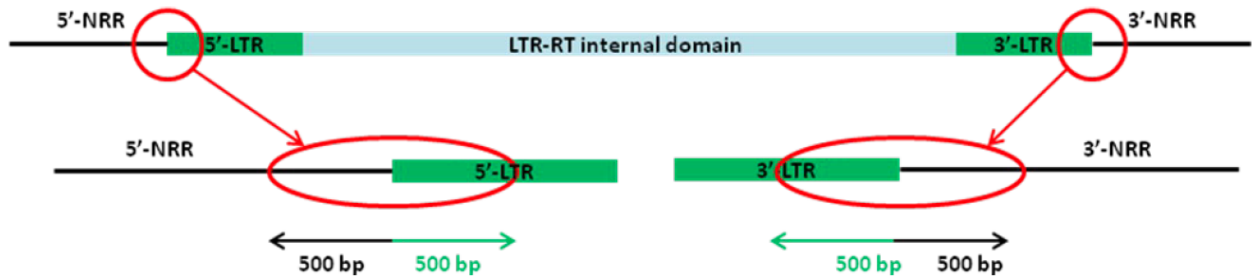 5′-NRR 3′-NRR
5′-LTR LTR-RT internal domain 3′-LTR
5′-NRR 3′-NRR
5′-LTR 3′-LTR
500 bp 500 bp 500 bp 500 bp